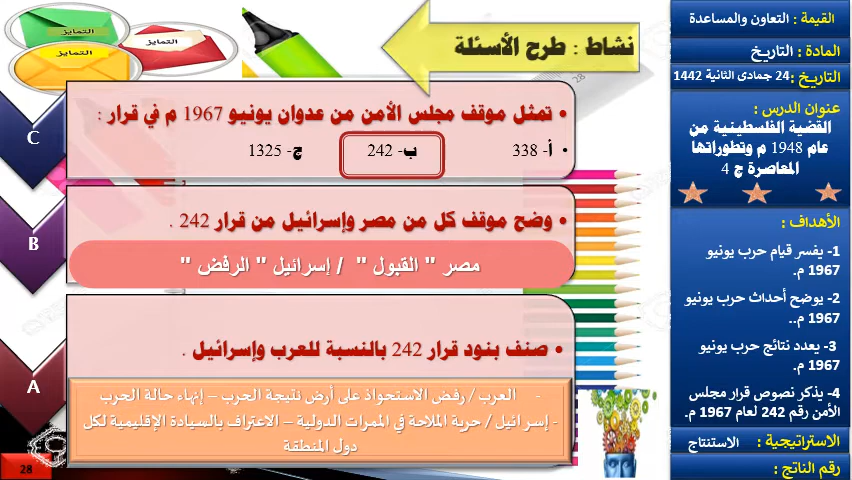 القيمة : التعاون والمساعدة
المادة : التاريخ
التاريخ : 24 جمادى الثانية 1442
عنوان الدرس :
القضية الفلسطينية من
عام 1948 م وتطوراتها
المعاصرة ج 4
الأهداف :
1- يفسر قيام حرب يونيو
1967 م.
2- يوضح أحداث حرب يونيو
1967 م..
3- يعدد نتائج حرب يونيو
1967 م.
4- يذكر نصوص قرار مجلس
الأمن رقم 242 لعام 1967 م.
الاستراتيجية : الاستنتاج
رقم الناتج :
نشاط : طرح الأسئلة
التمايز
التمايز
التمايز
28
C
• تمثل موقف مجلس الأمن من عدوان يونيو 1967 م في قرار :
• أ- 338 ب- 242 ج- 1325
B
• وضح موقف كل من مصر وإسرائيل من قرار 242 .
مصر " القبول " / إسرائيل " الرفض "
A
• صنف بنود قرار 242 بالنسبة للعرب وإسرائيل .
- العرب / رفض الاستحواذ على أرض نتيجة الحرب – إنهاء حالة الحرب
- إسرائيل / حرية الملاحة في الممرات الدولية – الاعتراف بالسيادة الإقليمية لكل
دول المنطقة
28